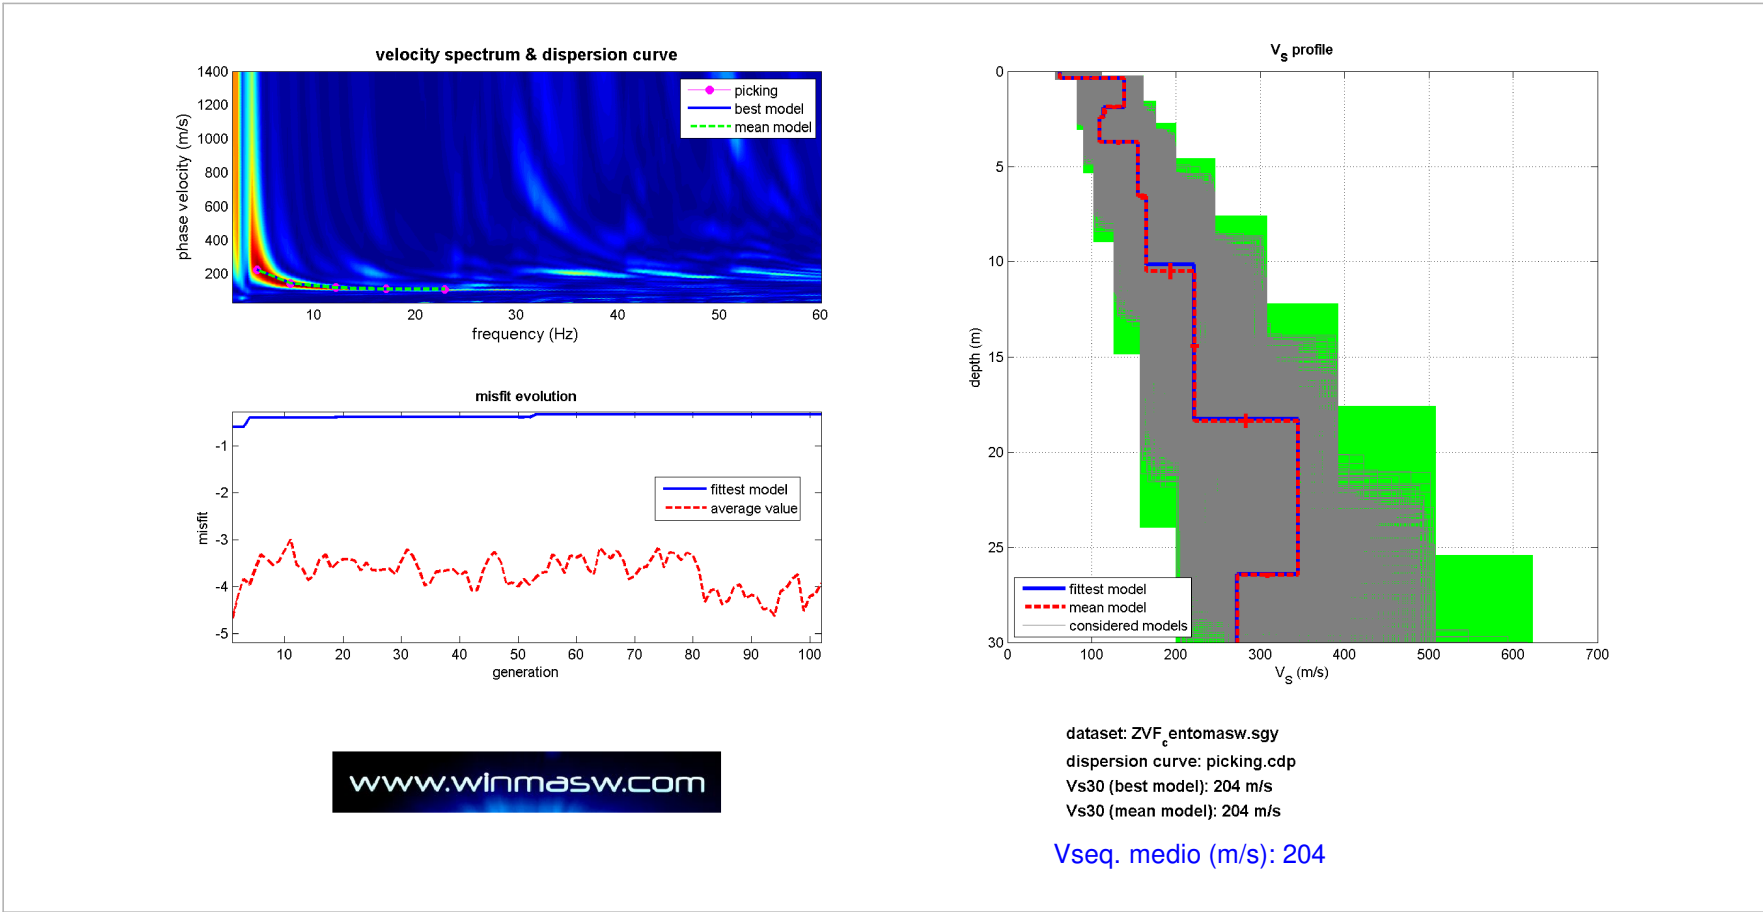 velocity spectrum & dispersion curve
1400
1200
1000
800
600
400
200
phase velocity (m/s)
picking
best model
mean model
10
20
30
40
50
60
frequency (Hz)
misfit evolution
-1
-2
-3
-4
-5
misfit
fittest model
average value
10
20
30
40
50
60
70
80
90
100
generation
www.winmasw.com
VS profile
0
5
10
15
20
25
30
depth (m)
fittest model
mean model
considered models
0
100
200
300
400
500
600
700
VS (m/s)
dataset: ZVFcentomasw.sgy
dispersion curve: picking.cdp
Vs30 (best model): 204 m/s
Vs30 (mean model): 204 m/s
Vseq. medio (m/s): 204